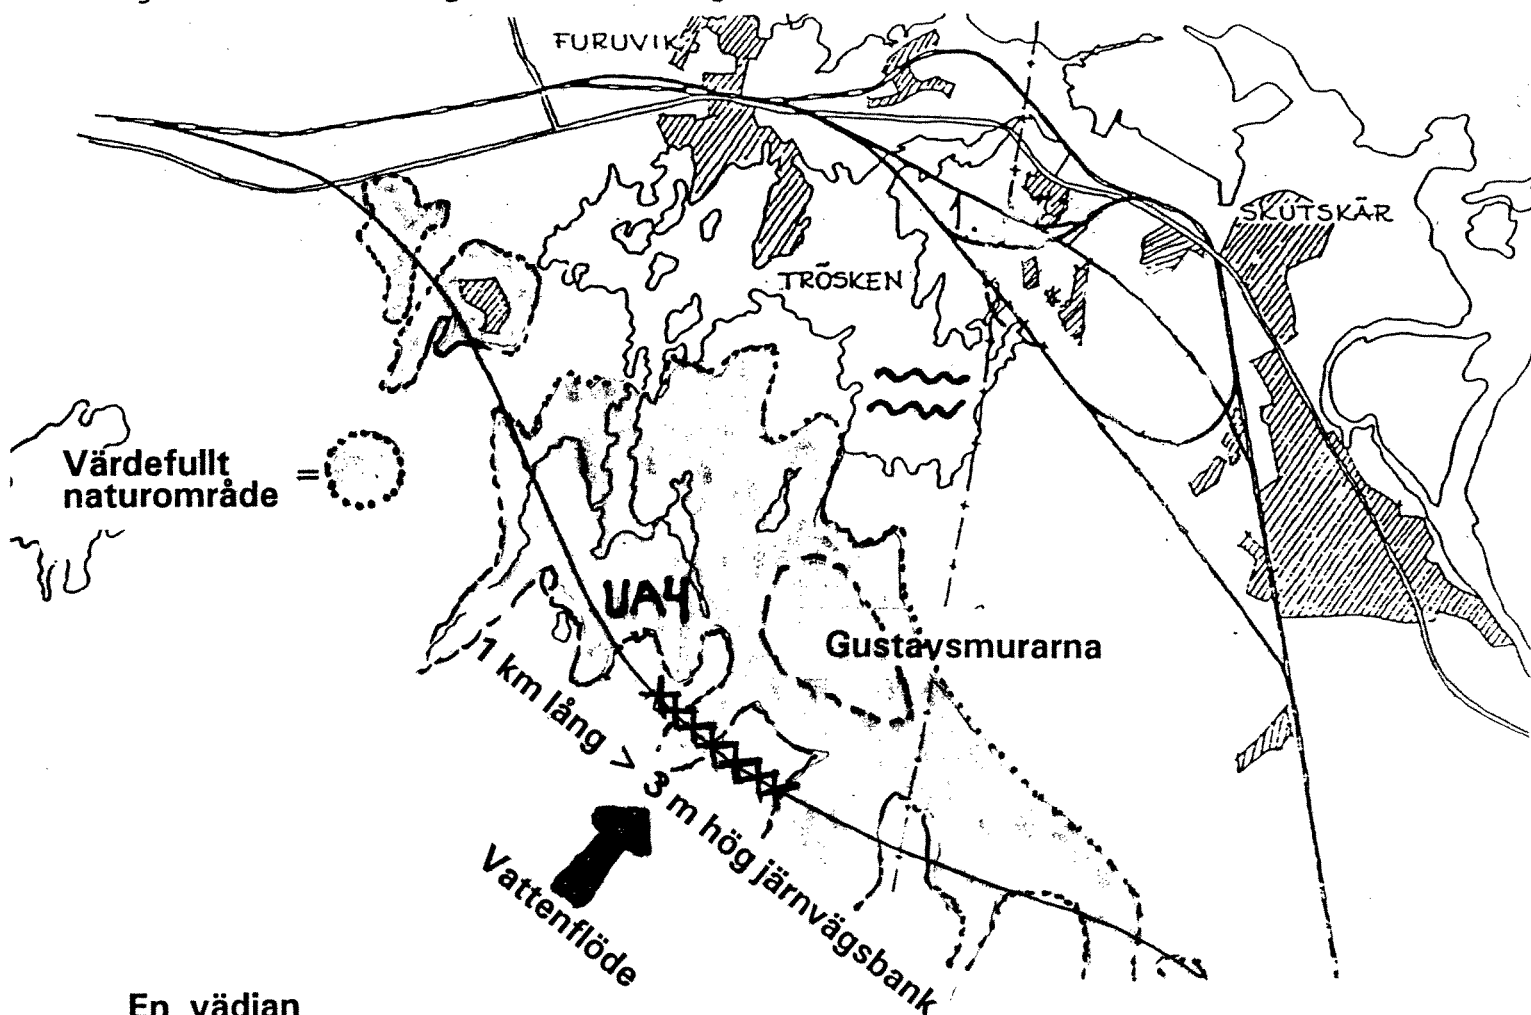 FURUVIK
SKUTSKÄR
TRÖSKEN
Värdefullt =
naturområde
UA4
Gustavsmurarna
1 km lång > 3 m hög järnvägsbank
Vattenflöde
En vädjan